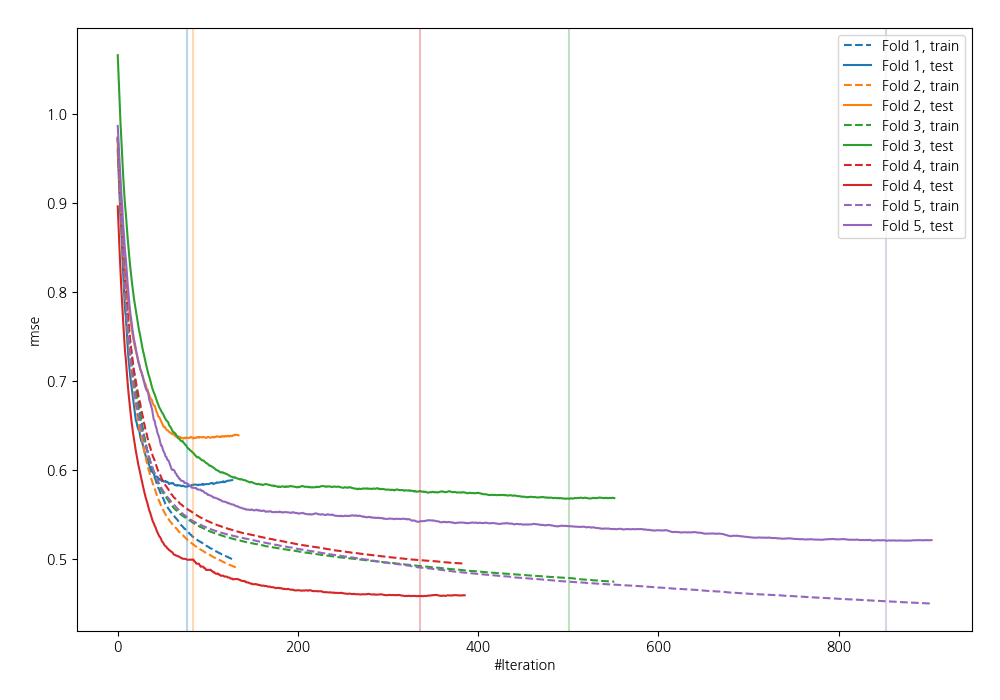 1.0
0.9
0.8
0.7
0.6
0.5
rmse
0
200
400
600
800
#Iteration
Fold 1, train
Fold 1, test
Fold 2, train
Fold 2, test
Fold 3, train
Fold 3, test
Fold 4, train
Fold 4, test
Fold 5, train
Fold 5, test